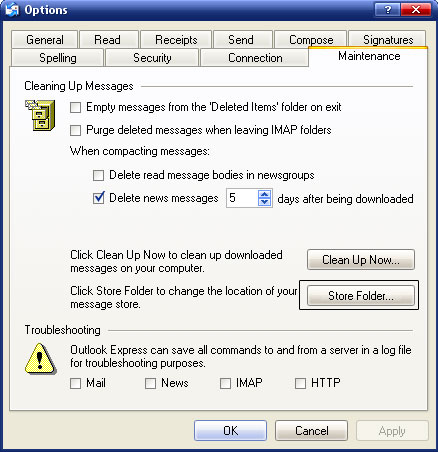 Options
General Read Receipts Send Compose Signatures
Spelling Security Connection Maintenance
Cleaning Up Messages
Empty messages from the 'Deleted Items' folder on exit
Purge deleted messages when leaving IMAP folders
When compacting messages:
Delete read message bodies in newsgroups
Delete news messages 5 days after being downloaded
Click Clean Up Now to clean up downloaded
messages on your computer.
Clean Up Now...
Click Store Folder to change the location of your
message store.
Store Folder...
Troubleshooting
Outlook Express can save all commands to and from a server in a log file
for troubleshooting purposes.
Mail News IMAP HTTP
OK Cancel Apply